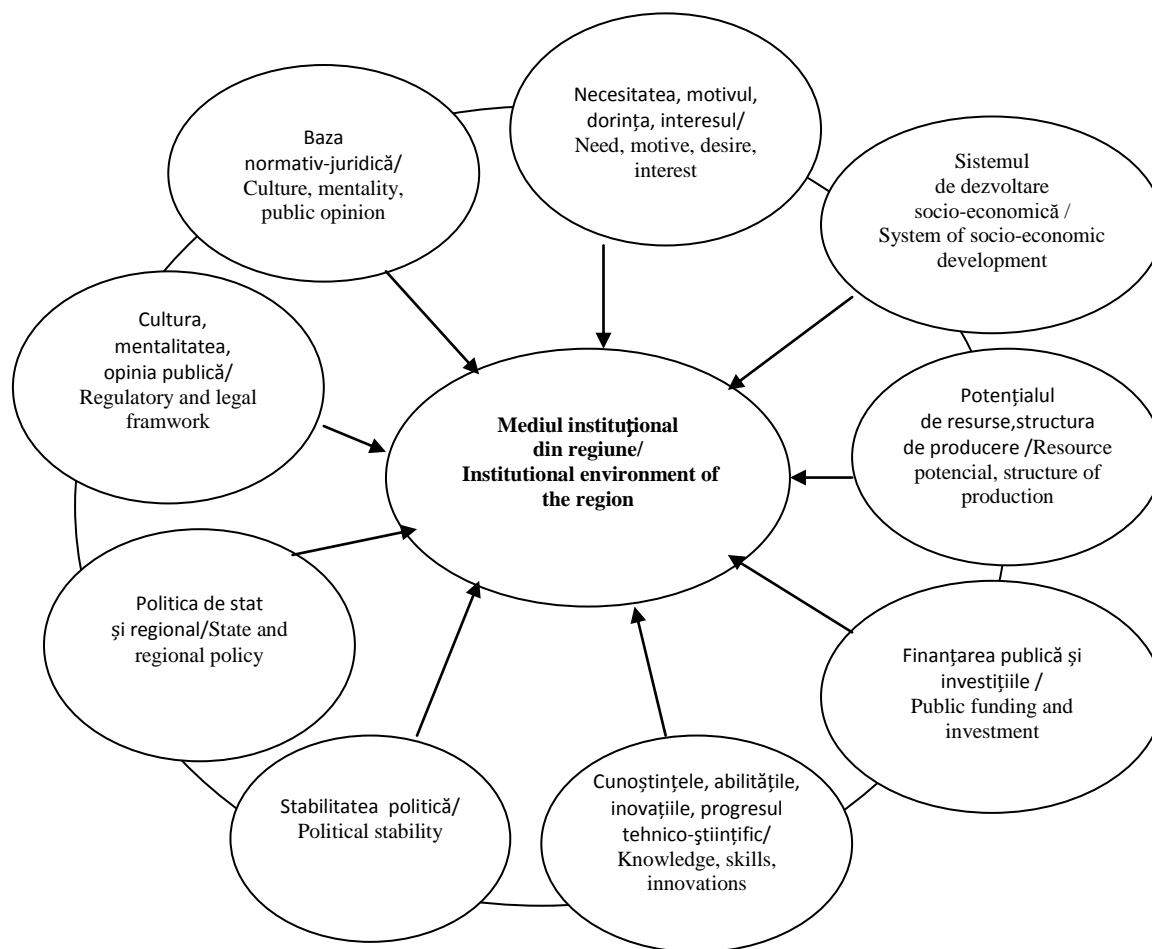 Necesitatea, motivul,
dorința, interesul/
Need, motive, desire,
interest
Baza
normativ-juridică/
Culture, mentality,
public opinion
Sistemul
de dezvoltare
socio-economică /
System of socio-economic
development
Cultura,
mentalitatea,
opinia publică/
Regulatory and legal
framwork
Potențialul
de resurse,structura
de producere /Resource
potencial, structure of
production
Mediul instituțional
din regiune/
Institutional environment of
the region
Politica de stat
și regional/State and
regional policy
Finanțarea publică și
investițiile /
Public funding and
investment
Stabilitatea politică/
Political stability
Cunoștințele, abilitățile,
inovațiile, progresul
tehnico-ştiințific/
Knowledge, skills,
innovations